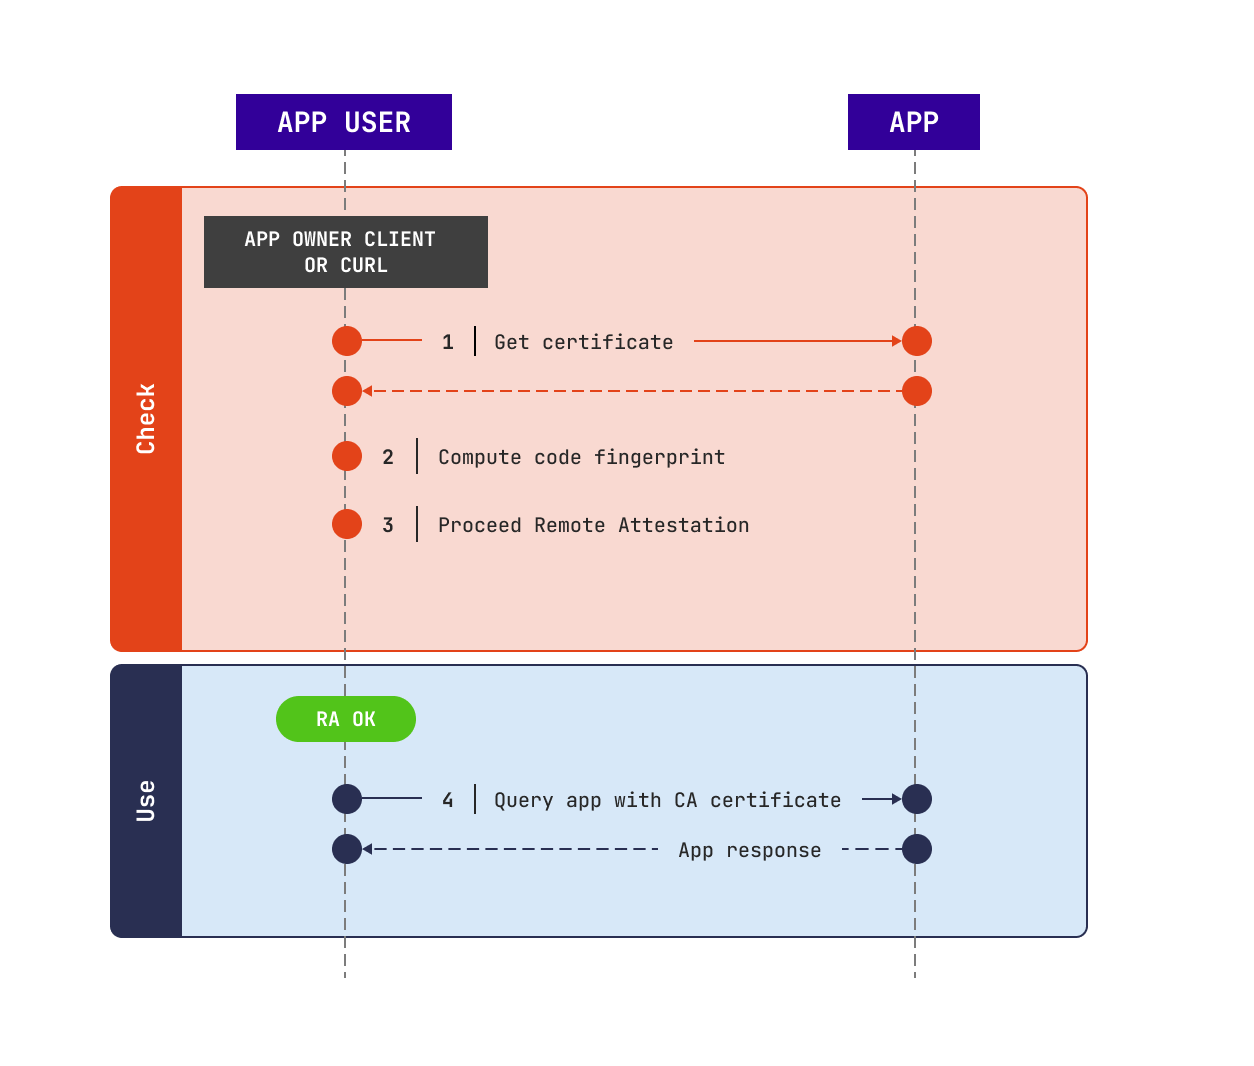 APP USER
APP
APP OWNER CLIENT
OR CURL
1 Get certificate
2 Compute code fingerprint
3 Proceed Remote Attestation
Check
RA OK
4 Query app with CA certificate
App response
Use